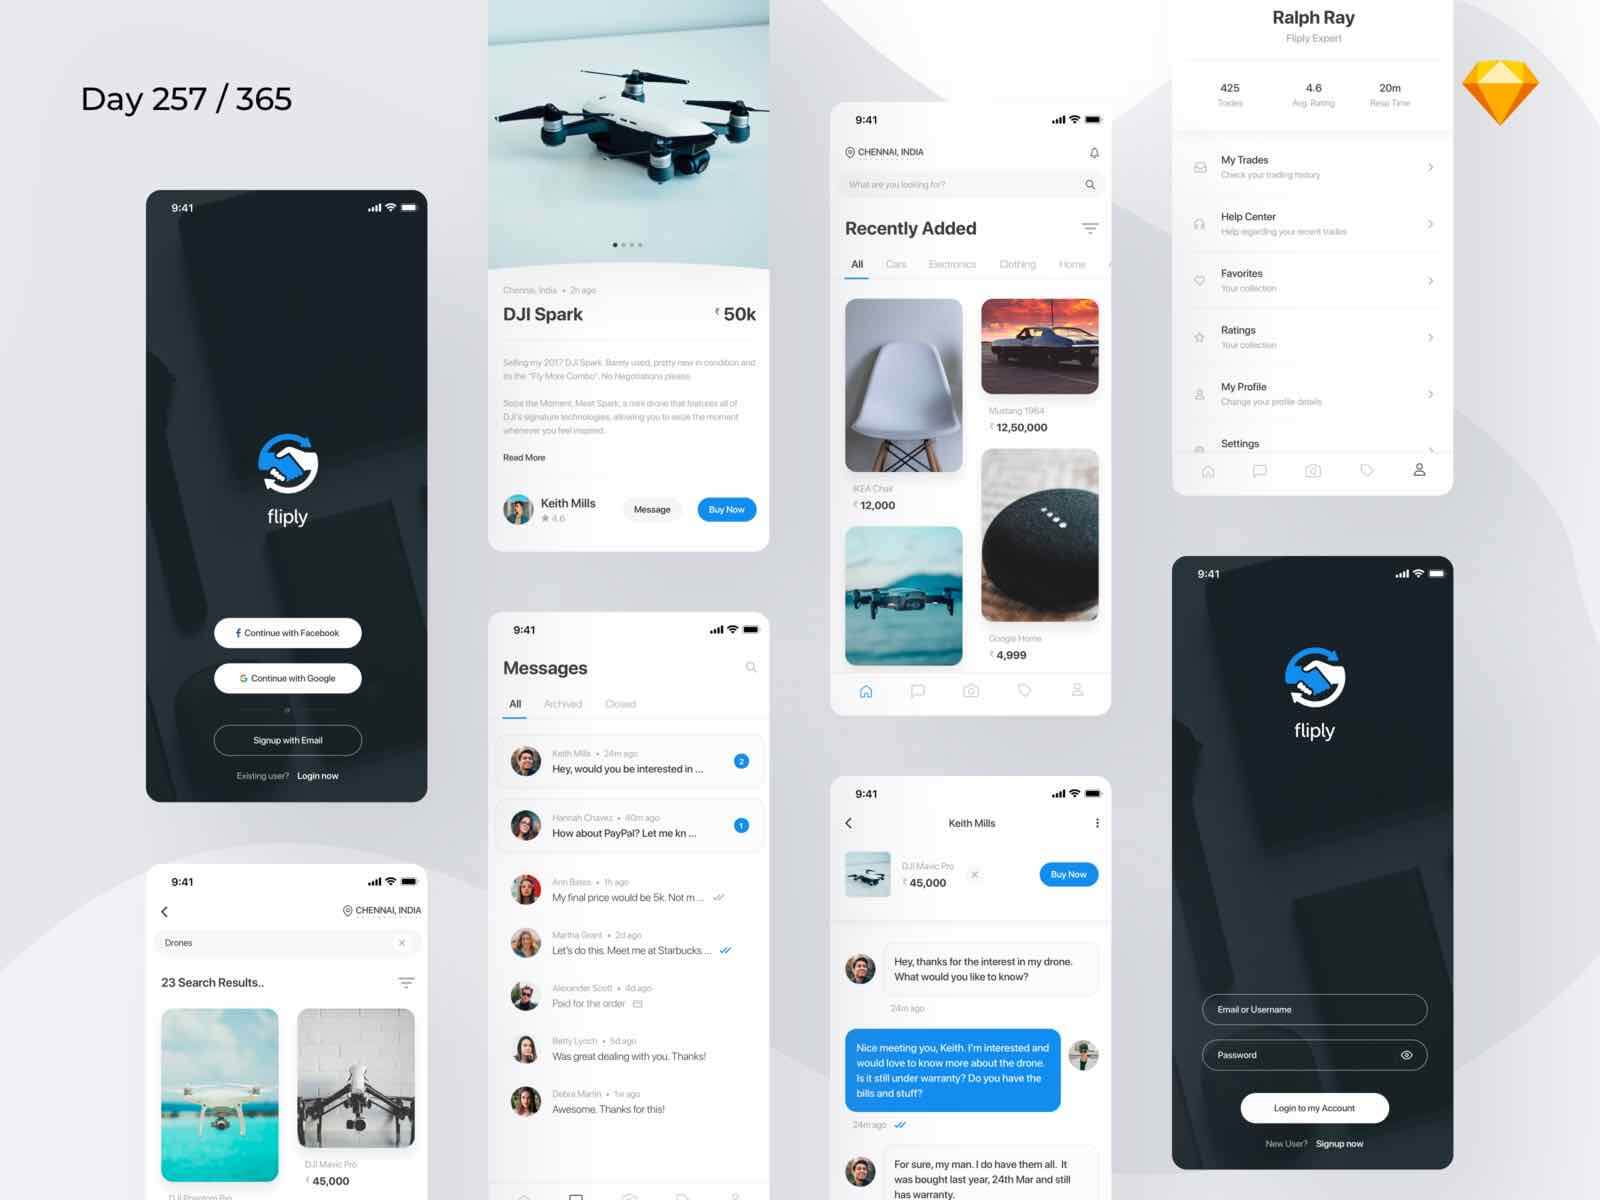 Day 257 / 365
9:41
fliply
Continue with Facebook
Continue with Google
or
Signup with Email
Existing user? Login now
9:41
CHENNAI, INDIA
Drones
23 Search Results..
DJI Phantom Pro
DJI Mavic Pro
₹ 45,000
Chennai, India • 2h ago
DJI Spark
₹ 50k
Selling my 2017 DJI Spark. Barely used, pretty new in condition and
its the "Fly More Combo". No Negotiations please.
Seize the Moment, Meet Spark, a mini drone that features all of
DJI's signature technologies, allowing you to seize the moment
whenever you feel inspired.
Read More
Keith Mills
4.6
Message
Buy Now
9:41
Messages
All Archived Closed
Keith Mills • 24m ago
Hey, would you be interested in ...
2
Hannah Chavez • 40m ago
How about PayPal? Let me kn ...
1
Ann Bates • 1h ago
My final price would be 5k. Not m ...
Martha Grant • 2d ago
Let's do this. Meet me at Starbucks ...
Alexander Scott • 4d ago
Paid for the order
Betty Lynch • 5d ago
Was great dealing with you. Thanks!
Debra Martin • 1w ago
Awesome. Thanks for this!
9:41
CHENNAI, INDIA
What are you looking for?
Recently Added
All Cars Electronics Clothing Home
IKEA Chair
₹ 12,000
Mustang 1964
₹ 12,50,000
Google Home
₹ 4,999
9:41
Keith Mills
DJI Mavic Pro
₹ 45,000
Buy Now
Hey, thanks for the interest in my drone.
What would you like to know?
24m ago
Nice meeting you, Keith. I'm interested and
would love to know more about the drone.
Is it still under warranty? Do you have the
bills and stuff?
24m ago
For sure, my man. I do have them all. It
was bought last year, 24th Mar and still
has warranty.
Ralph Ray
Fliply Expert
425
Trades
4.6
Avg. Rating
20m
Resp Time
My Trades
Check your trading history
Help Center
Help regarding your recent trades
Favorites
Your collection
Ratings
Your collection
My Profile
Change your profile details
Settings
9:41
fliply
Email or Username
Password
Login to my Account
New User? Signup now